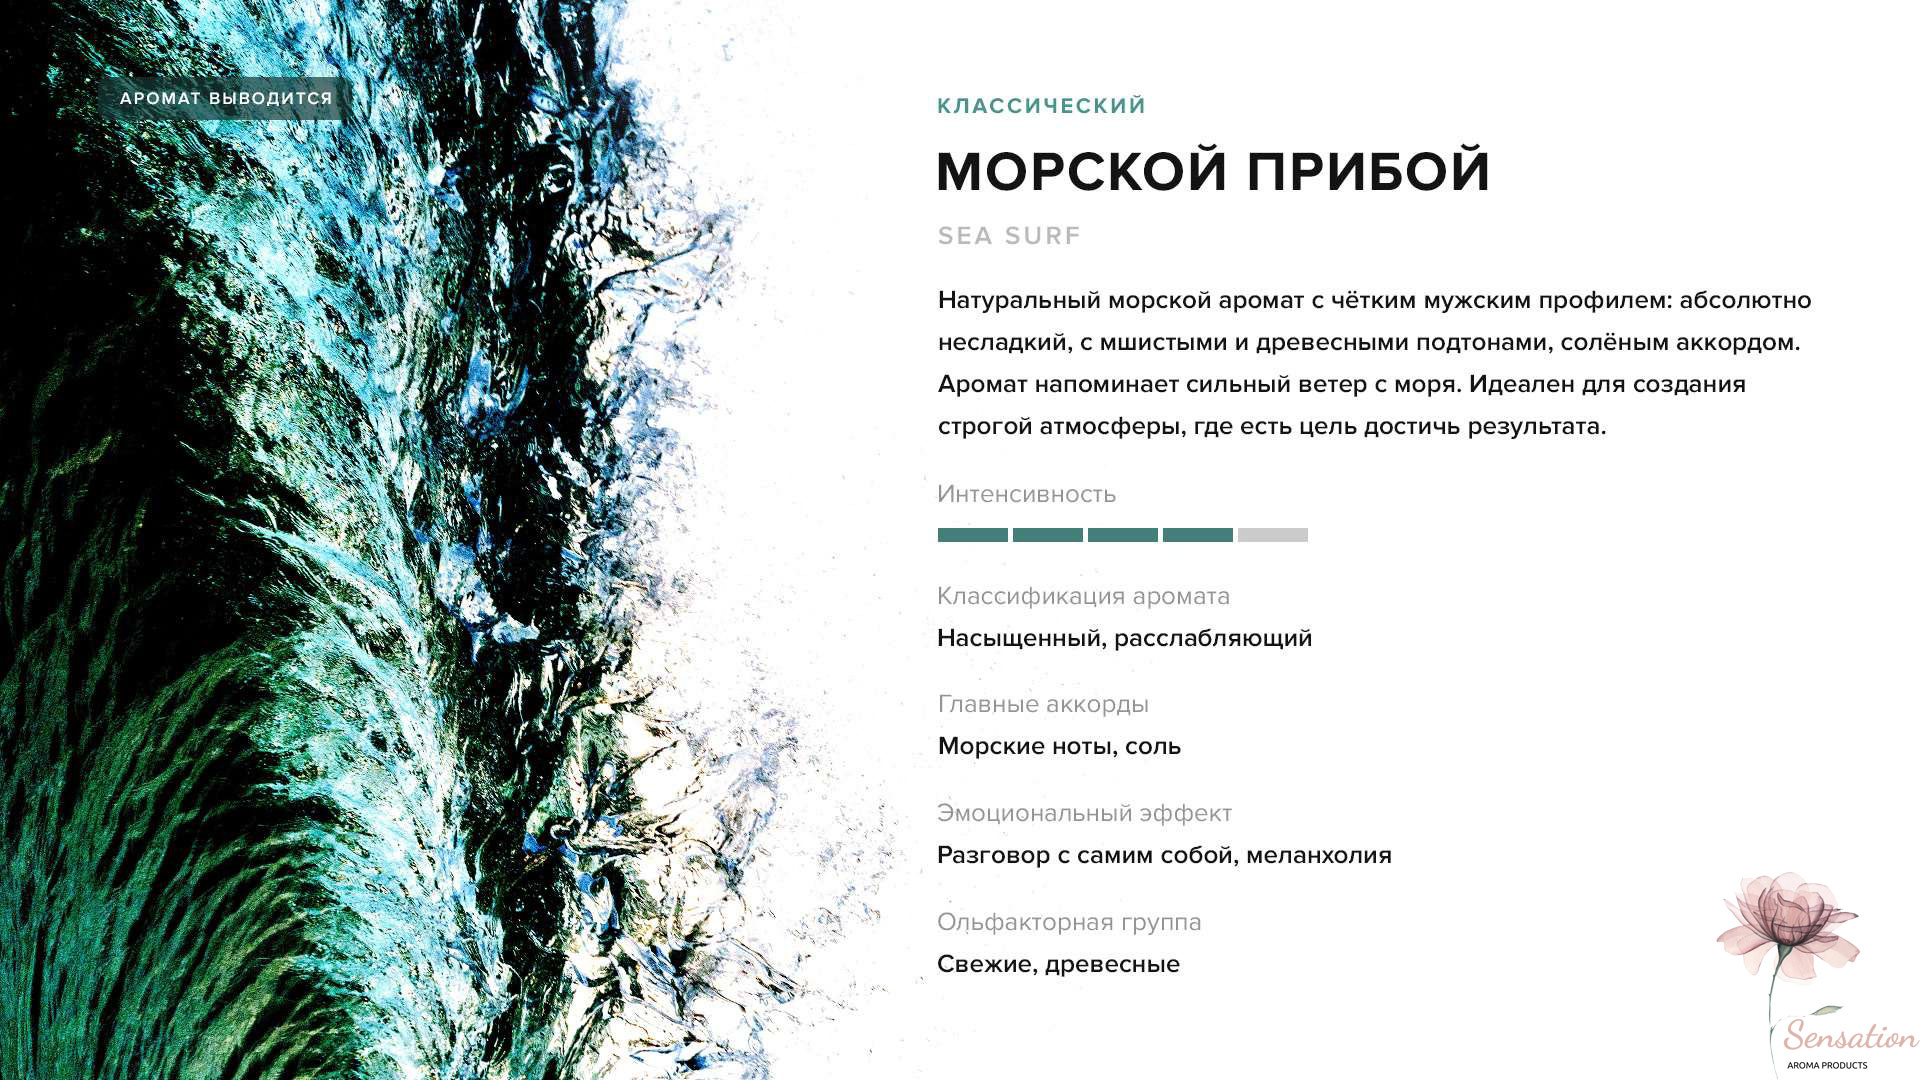 АРОМАТ ВЫВОДИТСЯ
КЛАССИЧЕСКИЙ
МОРСКОЙ ПРИБОЙ
SEA SURF
Натуральный морской аромат с чётким мужским профилем: абсолютно
несладкий, с мшистыми и древесными подтонами, солёным аккордом.
Аромат напоминает сильный ветер с моря. Идеален для создания
строгой атмосферы, где есть цель достичь результата.
Интенсивность
Классификация аромата
Насыщенный, расслабляющий
Главные аккорды
Морские ноты, соль
Эмоциональный эффект
Разговор с самим собой, меланхолия
Ольфакторная группа
Свежие, древесные
Sensation
AROMA PRODUCTS